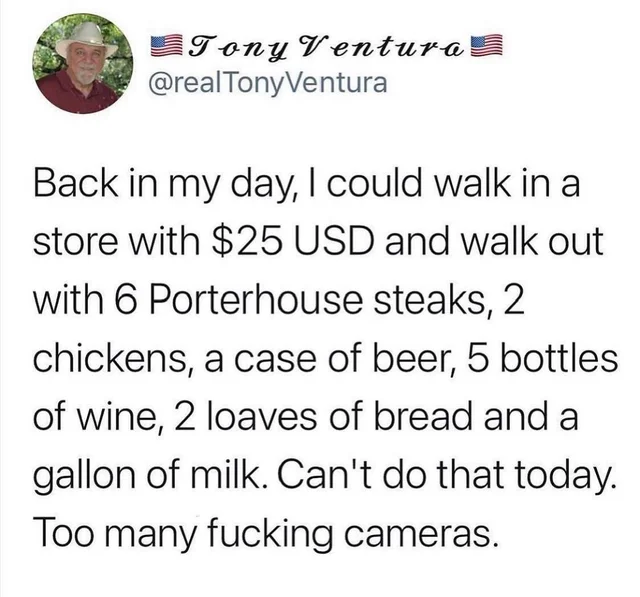 🇺🇸𝒯𝑜𝓃𝓎 𝒱𝑒𝓃𝓉𝓊𝓇𝒶🇺🇸
@realTonyVentura
Back in my day, I could walk in a
store with $25 USD and walk out
with 6 Porterhouse steaks, 2
chickens, a case of beer, 5 bottles
of wine, 2 loaves of bread and a
gallon of milk. Can't do that today.
Too many fucking cameras.